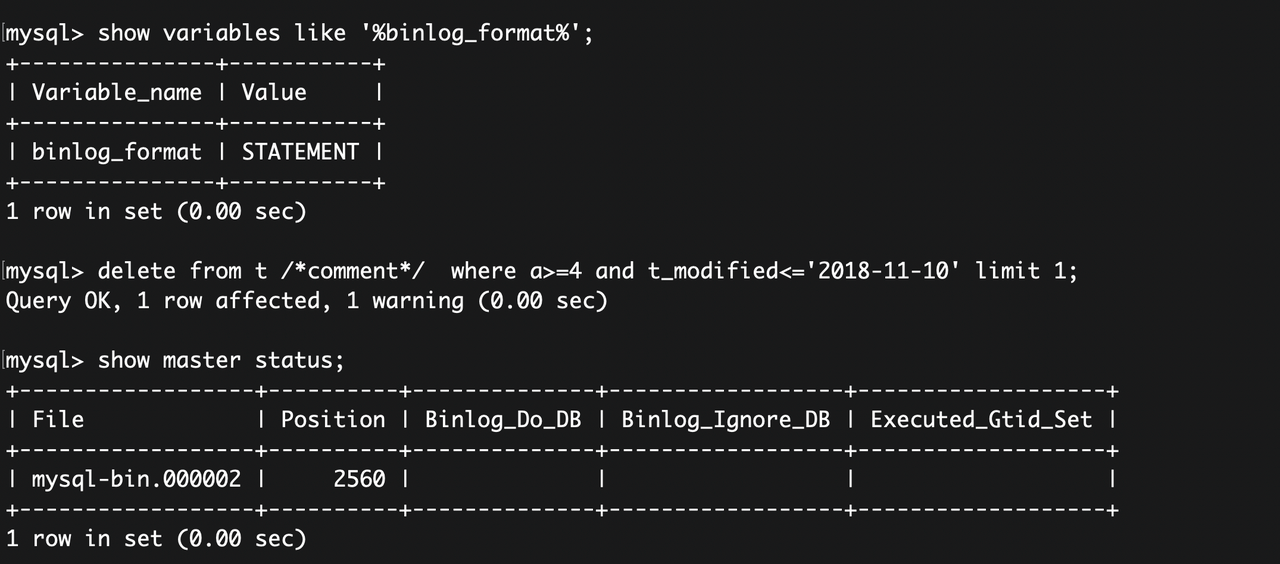 mysql> show variables like '%binlog_format%';
+---------------+-----------+
| Variable_name | Value     |
+---------------+-----------+
| binlog_format | STATEMENT |
+---------------+-----------+
1 row in set (0.00 sec)

mysql> delete from t /*comment*/  where a>=4 and t_modified<='2018-11-10' limit 1;
Query OK, 1 row affected, 1 warning (0.00 sec)

mysql> show master status;
+------------------+----------+--------------+------------------+-------------------+
| File             | Position | Binlog_Do_DB | Binlog_Ignore_DB | Executed_Gtid_Set |
+------------------+----------+--------------+------------------+-------------------+
| mysql-bin.000002 |     2560 |              |                  |                   |
+------------------+----------+--------------+------------------+-------------------+
1 row in set (0.00 sec)